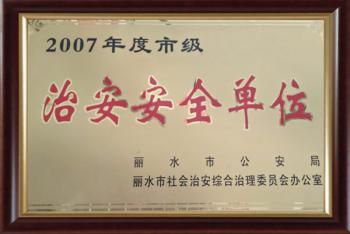 2007年度市级
治安安全单位
丽水市公安局
丽水市社会治安综合治理委员会办公室